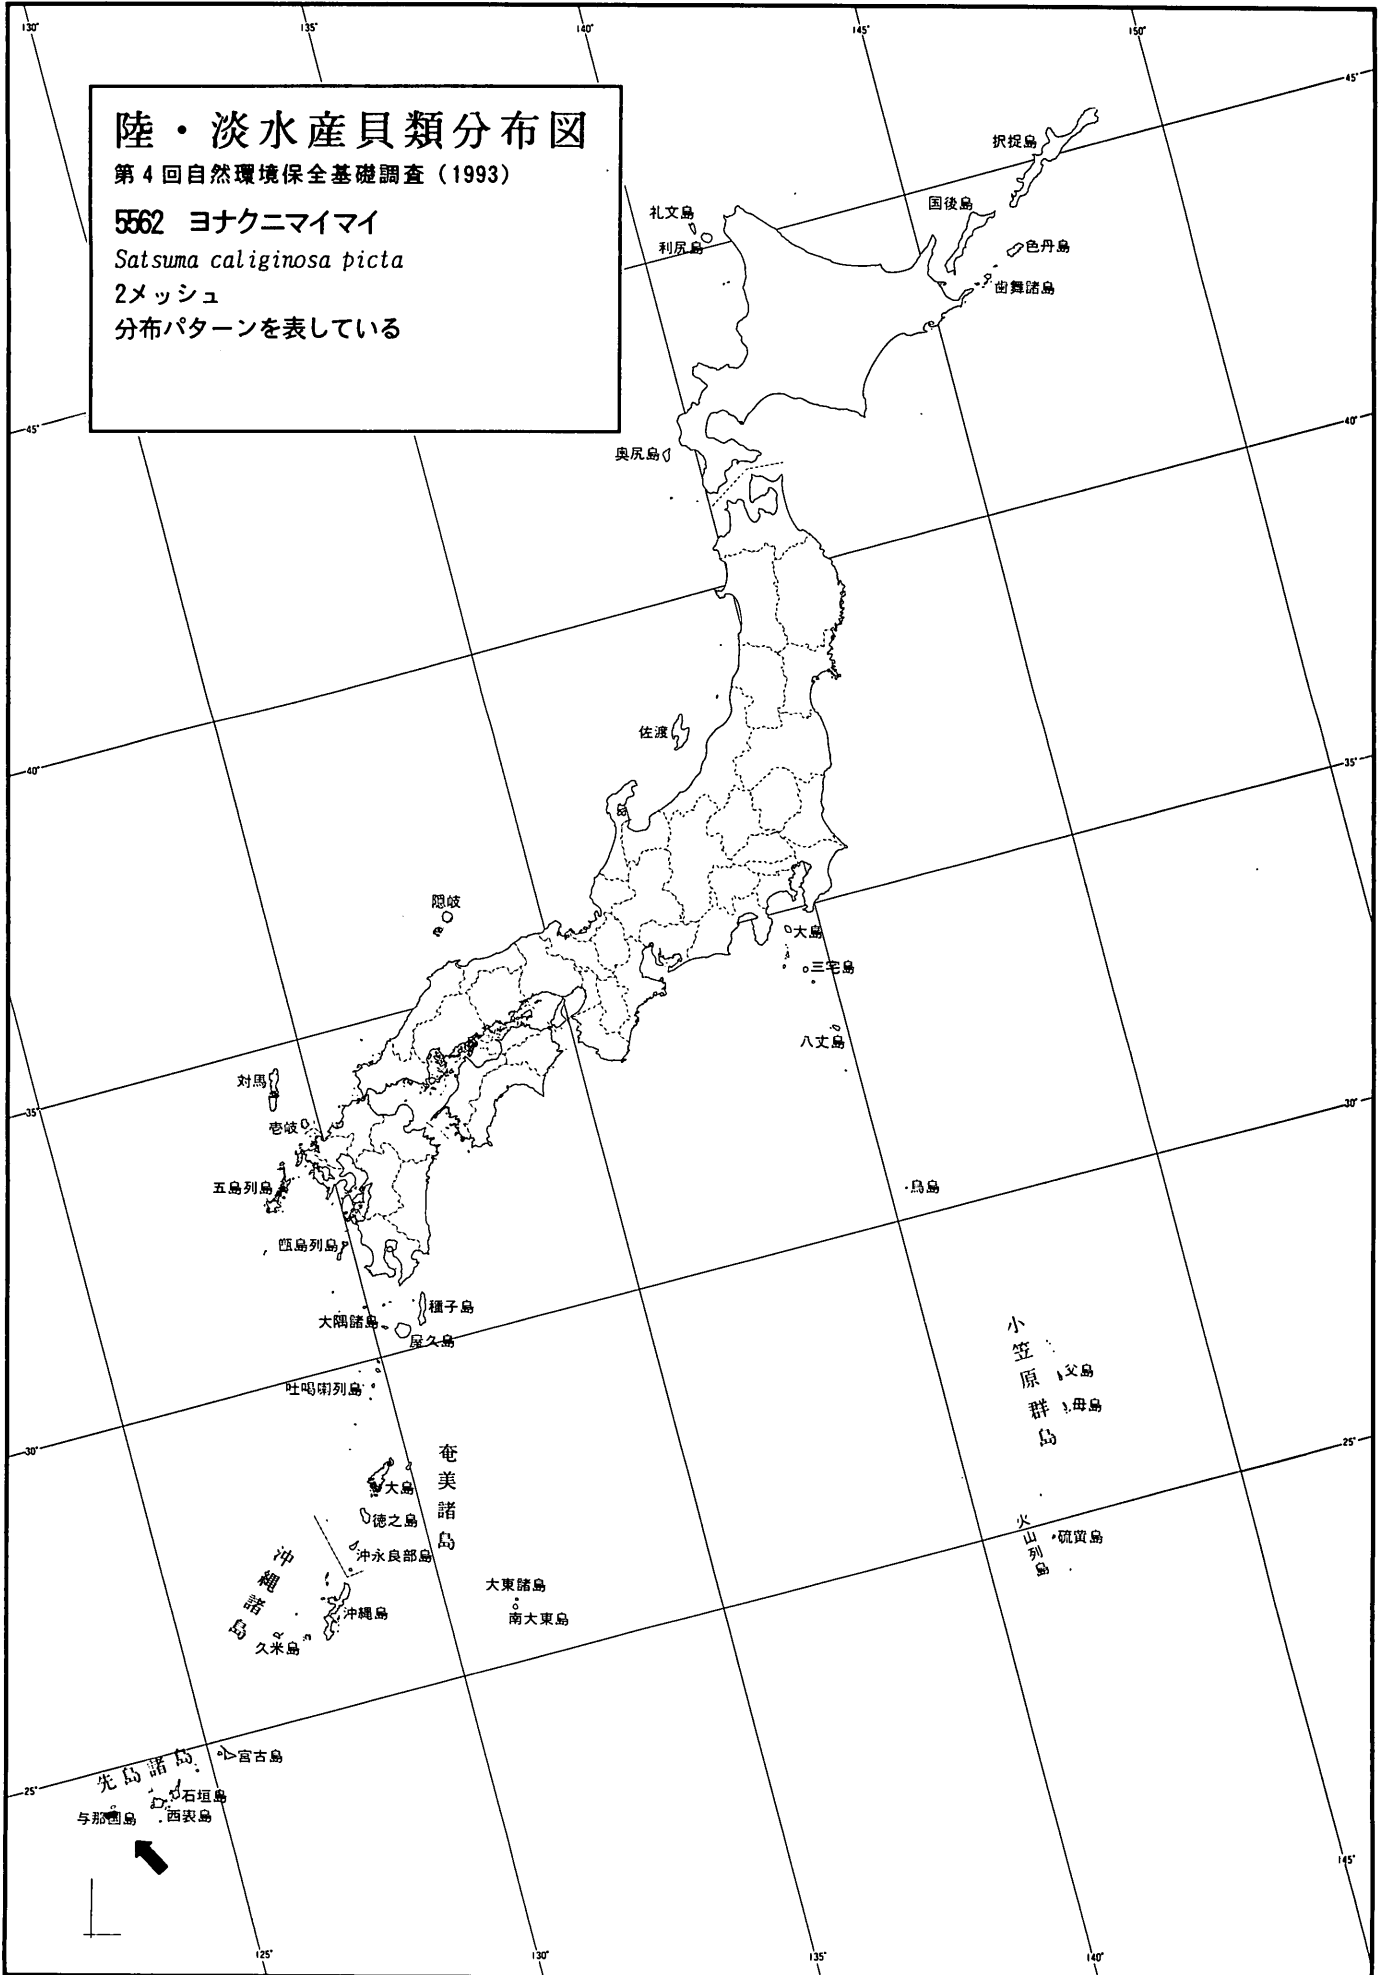 130°
135°
140°
145°
150°
陸・淡水産貝類分布図
第4回自然環境保全基礎調査（1993）
5562 ヨナクニマイマイ
Satsuma caliginosa picta
2メッシュ
分布パターンを表している
45°
択捉島
国後島
礼文島
利尻島
色丹島
歯舞諸島
45°
奥尻島
40°
佐渡
40°
35°
隠岐
大島
三宅島
八丈島
対馬
35°
壱岐
30°
五島列島
鳥島
甑島列島
種子島
大隅諸島
屋久島
吐喝喇列島
小笠原群島
父島
母島
30°
25°
奄美諸島
大島
徳之島
沖永良部島
沖縄諸島
沖縄島
久米島
大東諸島
南大東島
火山列島
硫黄島
先島諸島
宮古島
25°
石垣島
与那国島
西表島
145°
125°
130°
135°
140°